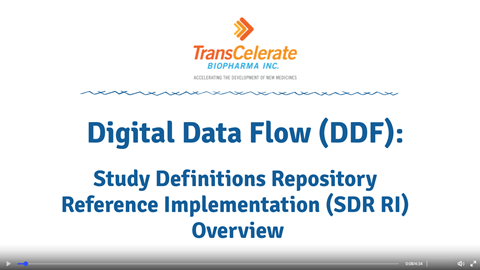 TransCelerate
BIOPHARMA INC.
ACCELERATING THE DEVELOPMENT OF NEW MEDICINES
Digital Data Flow (DDF):
Study Definitions Repository
Reference Implementation (SDR RI)
Overview